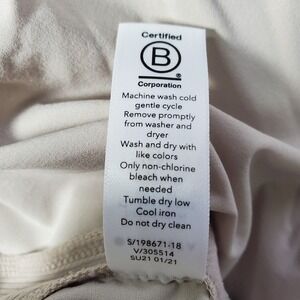 Certified
B
®
Corporation
Machine wash cold
gentle cycle
Remove promptly
from washer and
dryer
Wash and dry with
like colors
Only non-chlorine
bleach when
needed
Tumble dry low
Cool iron
Do not dry clean
S/198671-18
V/305514
SU21 01/21